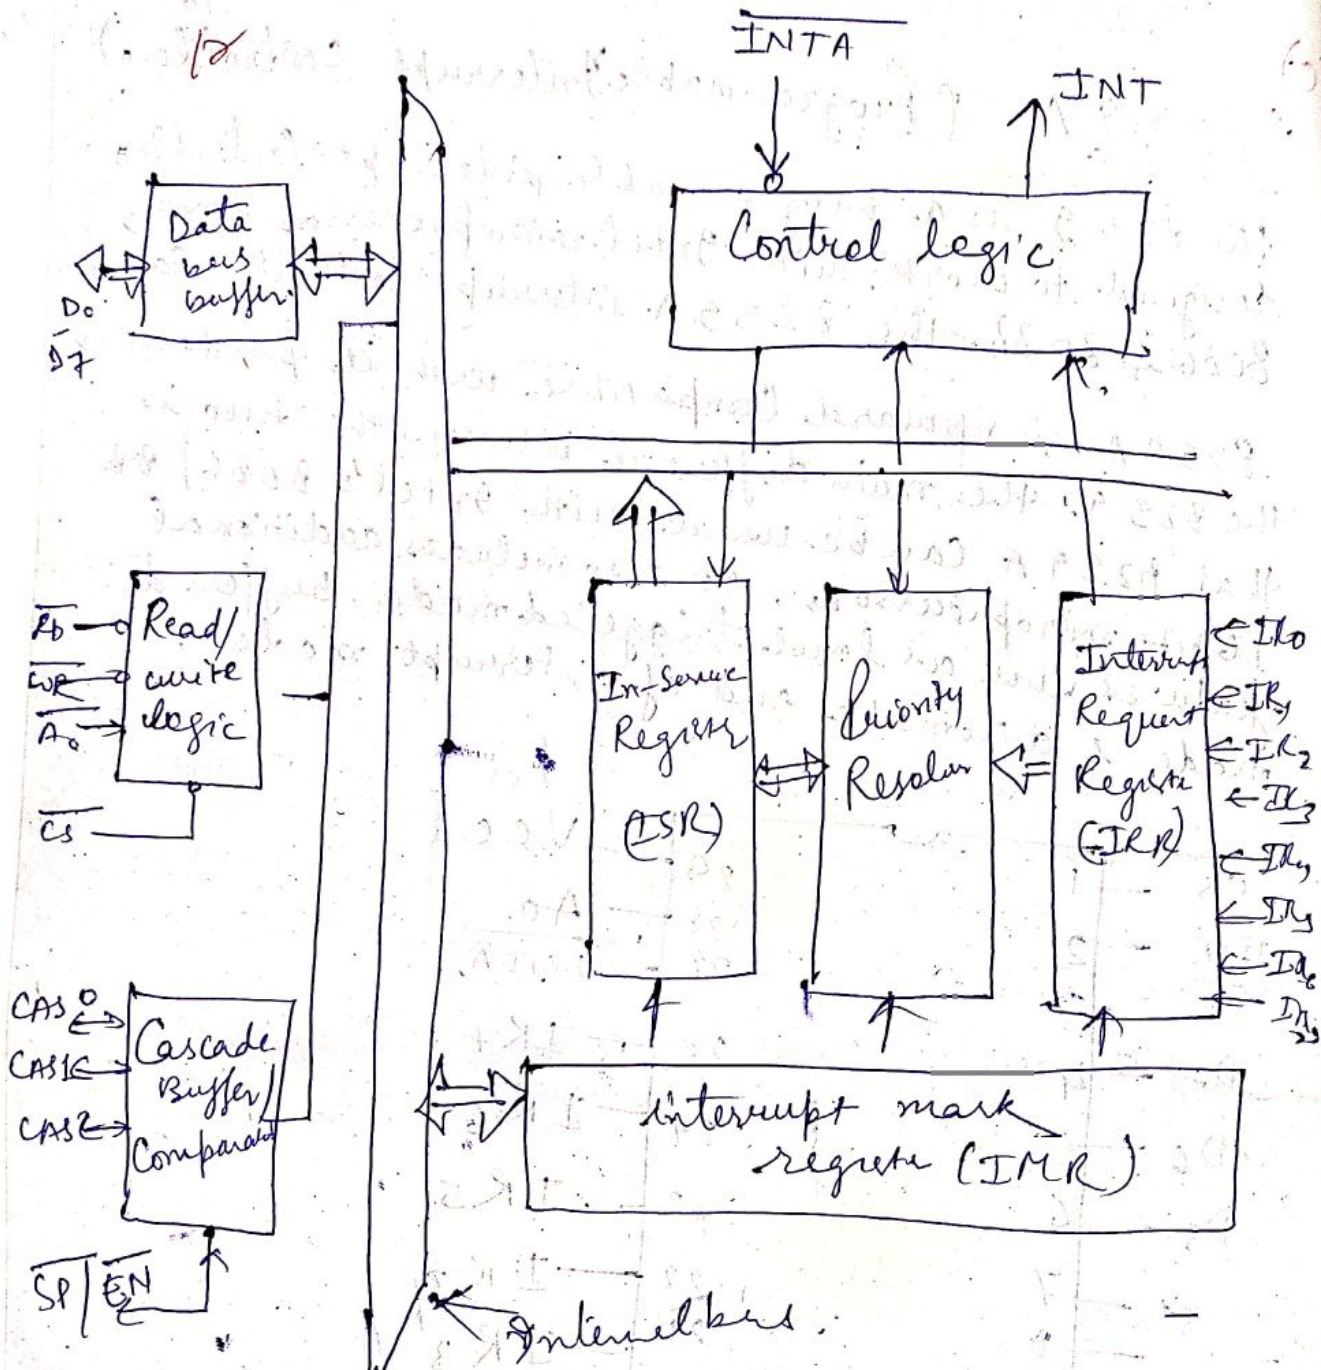 12
INTA
INT
Control logic
Data
bus
buffer.
D0
D7
RD
WR
A0
CS
Read/
write
logic
In-Service
Register
(ISR)
Priority
Resolver
Interrupt
Request
Register
(IRR)
IR0
IR1
IR2
IR3
IR4
IR5
IR6
IR7
CAS0
CAS1
CAS2
Cascade
Buffer/
Comparator
SP/EN
interrupt mask
register (IMR)
Internal bus.